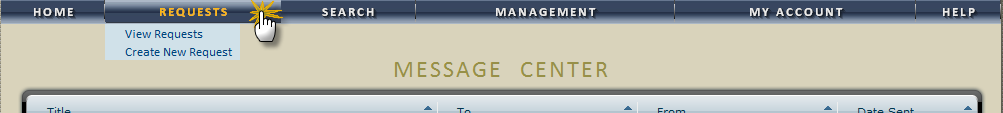 HOME REQUESTS SEARCH MANAGEMENT MY ACCOUNT HELP
View Requests
Create New Request
MESSAGE CENTER
Title To From Date Sent